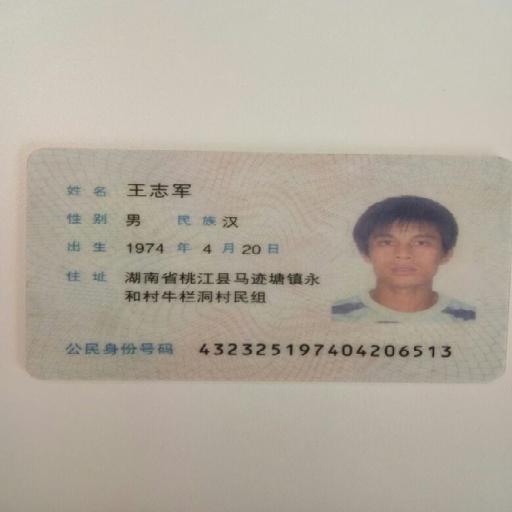 姓名 王志军
性别 男 民族 汉
出生 1974 年 4 月 20 日
住址 湖南省桃江县马迹塘镇永
和村牛栏洞村民组
公民身份号码 432325197404206513